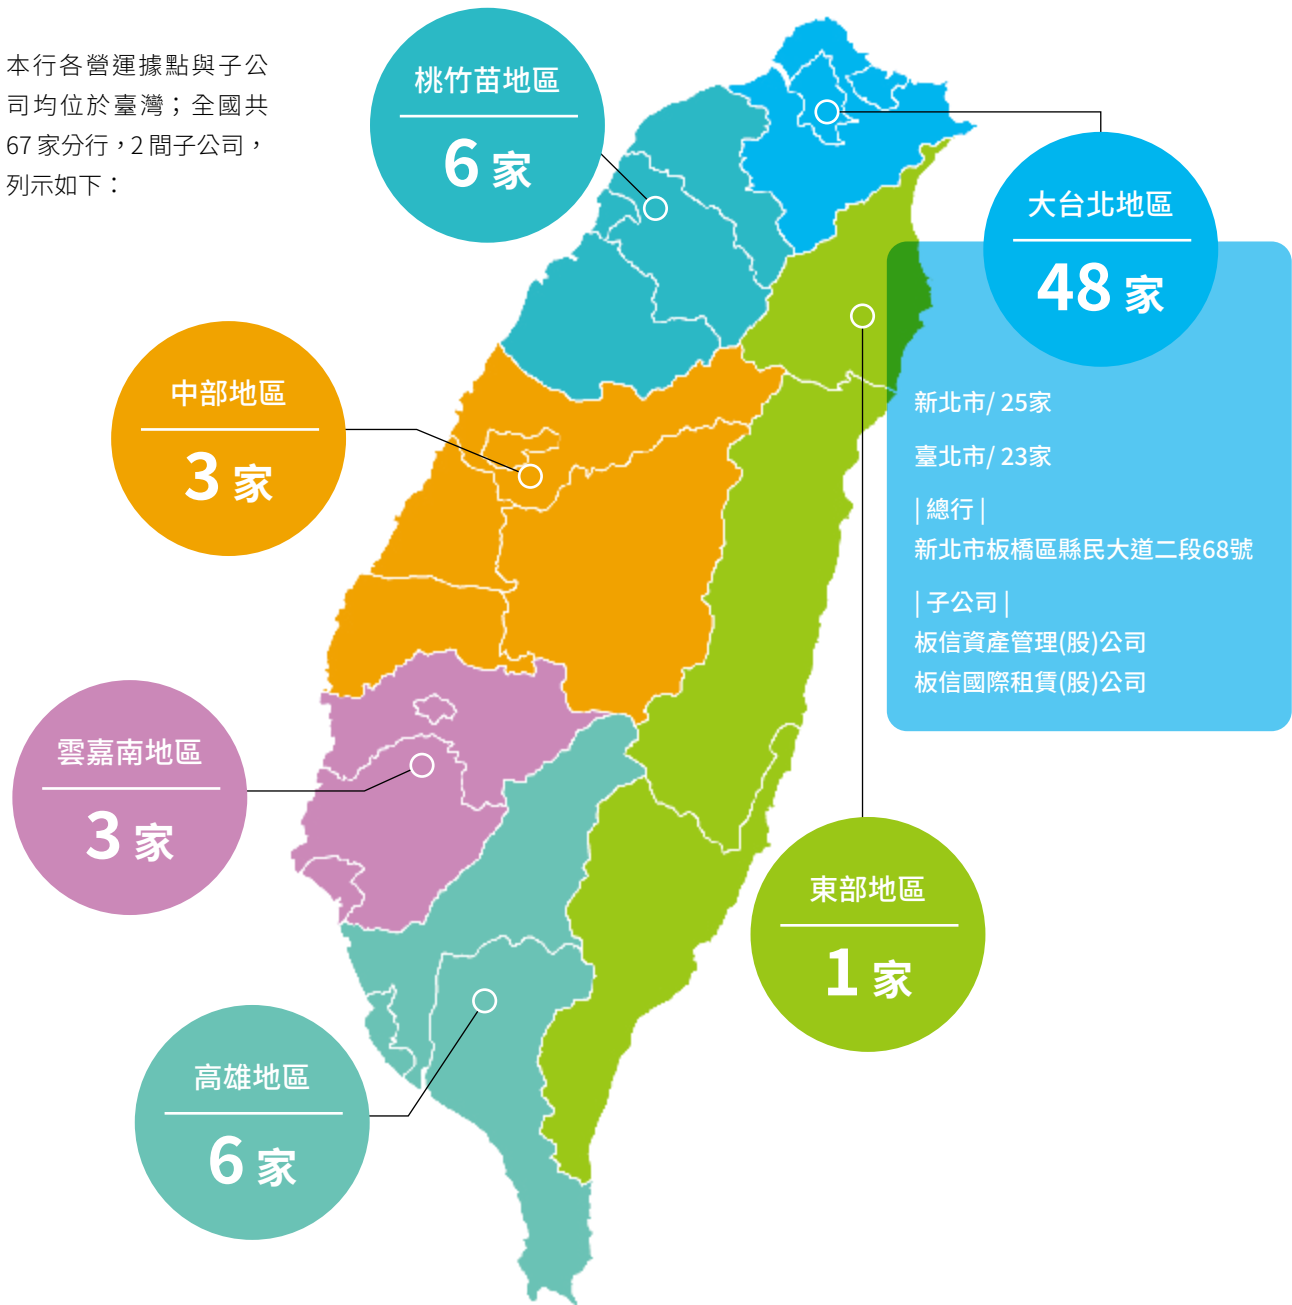 本行各營運據點與子公
司均位於臺灣；全國共
67 家分行，2 間子公司，
列示如下：
桃竹苗地區
6 家
大台北地區
48 家
新北市/ 25家
臺北市/ 23家
| 總行 |
新北市板橋區縣民大道二段68號
| 子公司 |
板信資產管理(股)公司
板信國際租賃(股)公司
中部地區
3 家
雲嘉南地區
3 家
東部地區
1 家
高雄地區
6 家